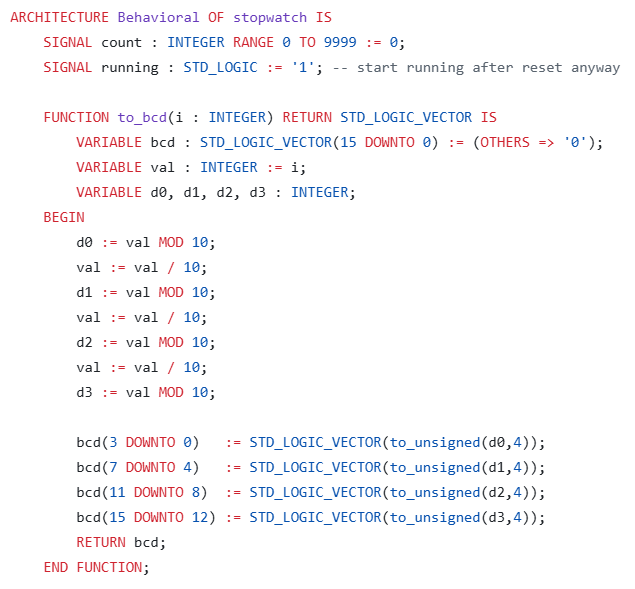 ARCHITECTURE Behavioral OF stopwatch IS
    SIGNAL count : INTEGER RANGE 0 TO 9999 := 0;
    SIGNAL running : STD_LOGIC := '1'; -- start running after reset anyway

    FUNCTION to_bcd(i : INTEGER) RETURN STD_LOGIC_VECTOR IS
        VARIABLE bcd : STD_LOGIC_VECTOR(15 DOWNTO 0) := (OTHERS => '0');
        VARIABLE val : INTEGER := i;
        VARIABLE d0, d1, d2, d3 : INTEGER;
    BEGIN
        d0 := val MOD 10;
        val := val / 10;
        d1 := val MOD 10;
        val := val / 10;
        d2 := val MOD 10;
        val := val / 10;
        d3 := val MOD 10;

        bcd(3 DOWNTO 0)   := STD_LOGIC_VECTOR(to_unsigned(d0,4));
        bcd(7 DOWNTO 4)   := STD_LOGIC_VECTOR(to_unsigned(d1,4));
        bcd(11 DOWNTO 8)  := STD_LOGIC_VECTOR(to_unsigned(d2,4));
        bcd(15 DOWNTO 12) := STD_LOGIC_VECTOR(to_unsigned(d3,4));
        RETURN bcd;
    END FUNCTION;